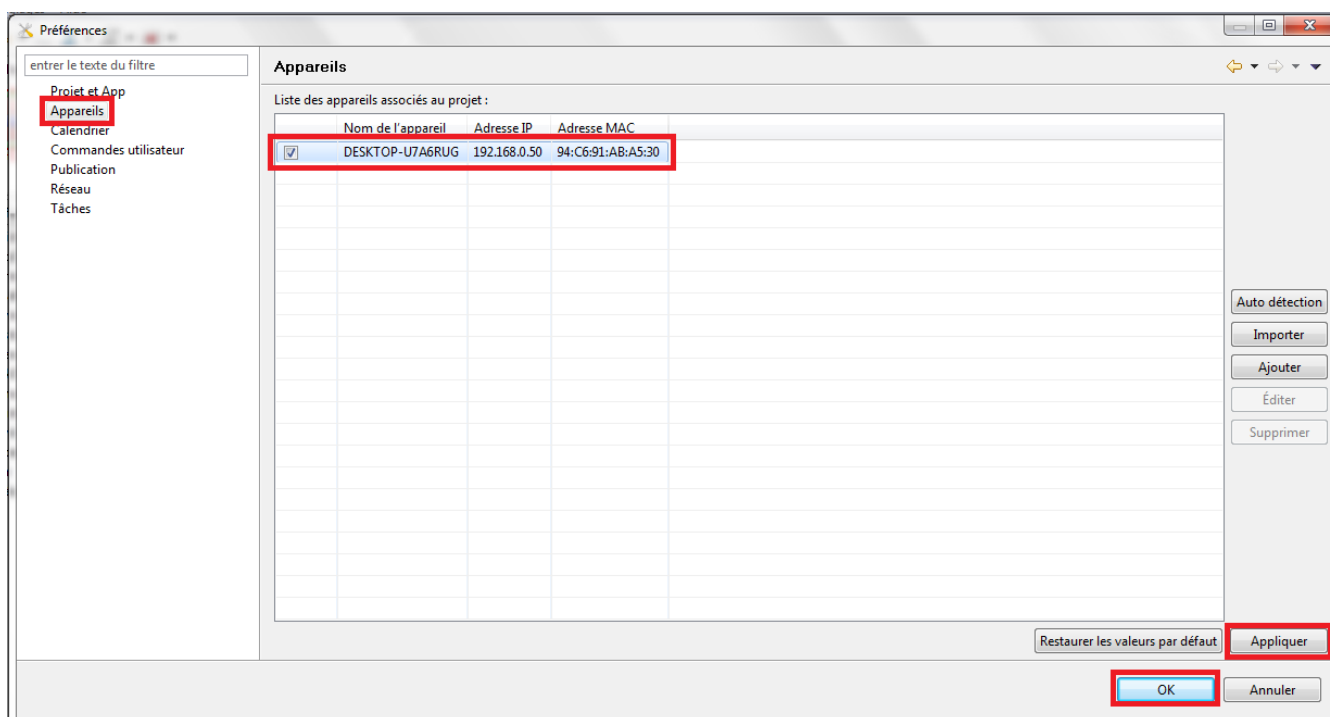 Préférences
entrer le texte du filtre
Projet et App
Appareils
Calendrier
Commandes utilisateur
Publication
Réseau
Tâches
Appareils
Liste des appareils associés au projet :
Nom de l'appareil Adresse IP Adresse MAC
DESKTOP-U7A6RUG 192.168.0.50 94:C6:91:AB:A5:30
Auto détection
Importer
Ajouter
Éditer
Supprimer
Restaurer les valeurs par défaut Appliquer
OK Annuler